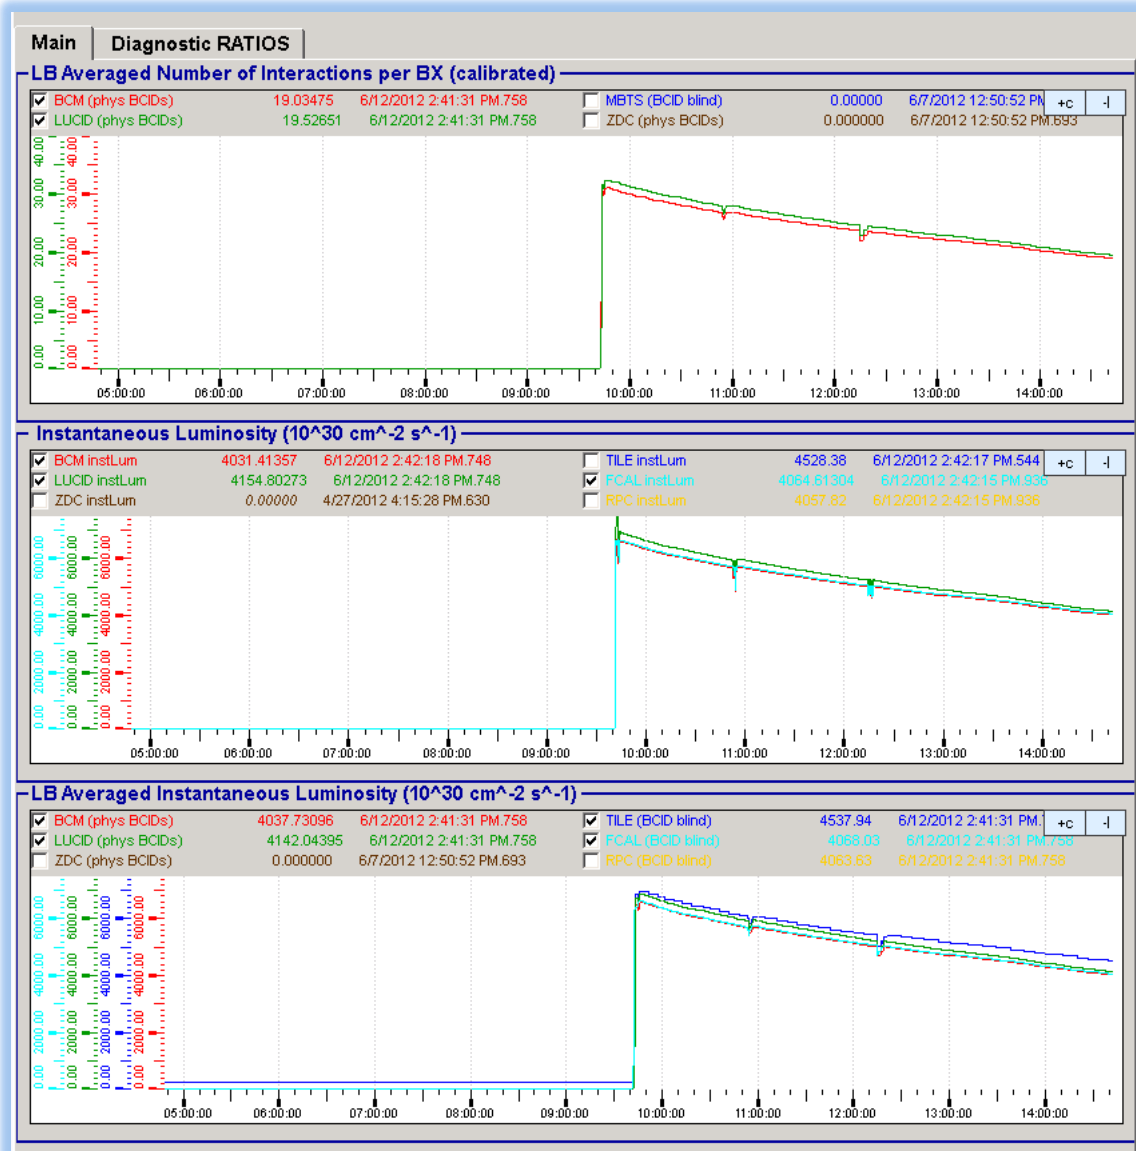 Main Diagnostic RATIOS
LB Averaged Number of Interactions per BX (calibrated)
BCM (phys BCIDs) 19.03475 6/12/2012 2:41:31 PM.758 MBTS (BCID blind) 0.00000 6/7/2012 12:50:52 PM +c -l
LUCID (phys BCIDs) 19.52651 6/12/2012 2:41:31 PM.758 ZDC (phys BCIDs) 0.000000 6/7/2012 12:50:52 PM.693
40.00 40.00
30.00 30.00
20.00 20.00
10.00 10.00
0.00 0.00
05:00:00 06:00:00 07:00:00 08:00:00 09:00:00 10:00:00 11:00:00 12:00:00 13:00:00 14:00:00
Instantaneous Luminosity (10^30 cm^-2 s^-1)
BCM instLum 4031.41357 6/12/2012 2:42:18 PM.748 TILE instLum 4528.38 6/12/2012 2:42:17 PM.544 +c -l
LUCID instLum 4154.80273 6/12/2012 2:42:18 PM.748 FCAL instLum 4064.61304 6/12/2012 2:42:15 PM.936
ZDC instLum 0.00000 4/27/2012 4:15:28 PM.630 RPC instLum 4057.82 6/12/2012 2:42:15 PM.936
6000.00 6000.00 6000.00
4000.00 4000.00 4000.00
2000.00 2000.00 2000.00
0.00 0.00 0.00
05:00:00 06:00:00 07:00:00 08:00:00 09:00:00 10:00:00 11:00:00 12:00:00 13:00:00 14:00:00
LB Averaged Instantaneous Luminosity (10^30 cm^-2 s^-1)
BCM (phys BCIDs) 4037.73096 6/12/2012 2:41:31 PM.758 TILE (BCID blind) 4537.94 6/12/2012 2:41:31 PM. +c -l
LUCID (phys BCIDs) 4142.04395 6/12/2012 2:41:31 PM.758 FCAL (BCID blind) 4068.03 6/12/2012 2:41:31 PM.758
ZDC (phys BCIDs) 0.000000 6/7/2012 12:50:52 PM.693 RPC (BCID blind) 4063.63 6/12/2012 2:41:31 PM.758
6000.00 6000.00 6000.00 6000.00
4000.00 4000.00 4000.00 4000.00
2000.00 2000.00 2000.00 2000.00
0.00 0.00 0.00 0.00
05:00:00 06:00:00 07:00:00 08:00:00 09:00:00 10:00:00 11:00:00 12:00:00 13:00:00 14:00:00